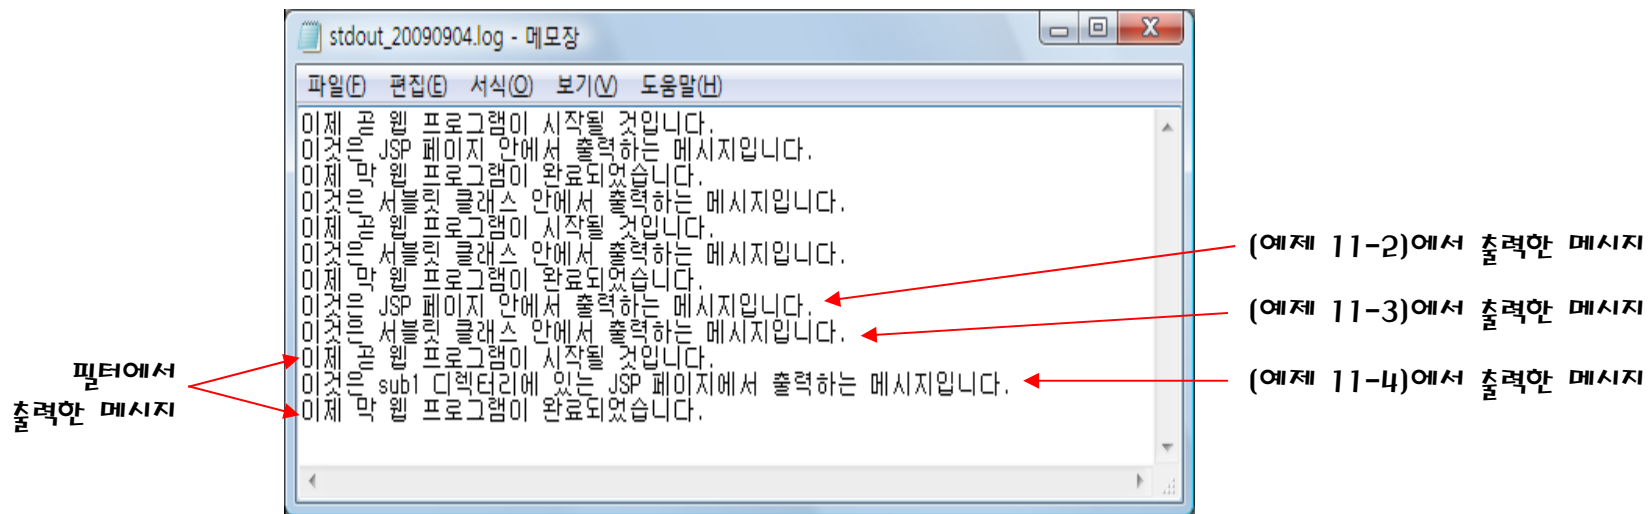 stdout_20090904.log - 메모장
파일(F) 편집(E) 서식(O) 보기(V) 도움말(H)
이제 곧 웹 프로그램이 시작될 것입니다.
이것은 JSP 페이지 안에서 출력하는 메시지입니다.
이제 막 웹 프로그램이 완료되었습니다.
이것은 서블릿 클래스 안에서 출력하는 메시지입니다.
이제 곧 웹 프로그램이 시작될 것입니다.
이것은 서블릿 클래스 안에서 출력하는 메시지입니다.
이제 막 웹 프로그램이 완료되었습니다.
이것은 JSP 페이지 안에서 출력하는 메시지입니다.
이것은 서블릿 클래스 안에서 출력하는 메시지입니다.
이제 곧 웹 프로그램이 시작될 것입니다.
이것은 sub1 디렉터리에 있는 JSP 페이지에서 출력하는 메시지입니다.
이제 막 웹 프로그램이 완료되었습니다.
(예제 11-2)에서 출력한 메시지
(예제 11-3)에서 출력한 메시지
(예제 11-4)에서 출력한 메시지
필터에서
출력한 메시지